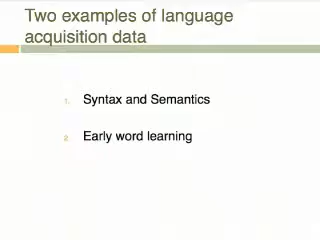 Two examples of language
acquisition data
1. Syntax and Semantics
2. Early word learning